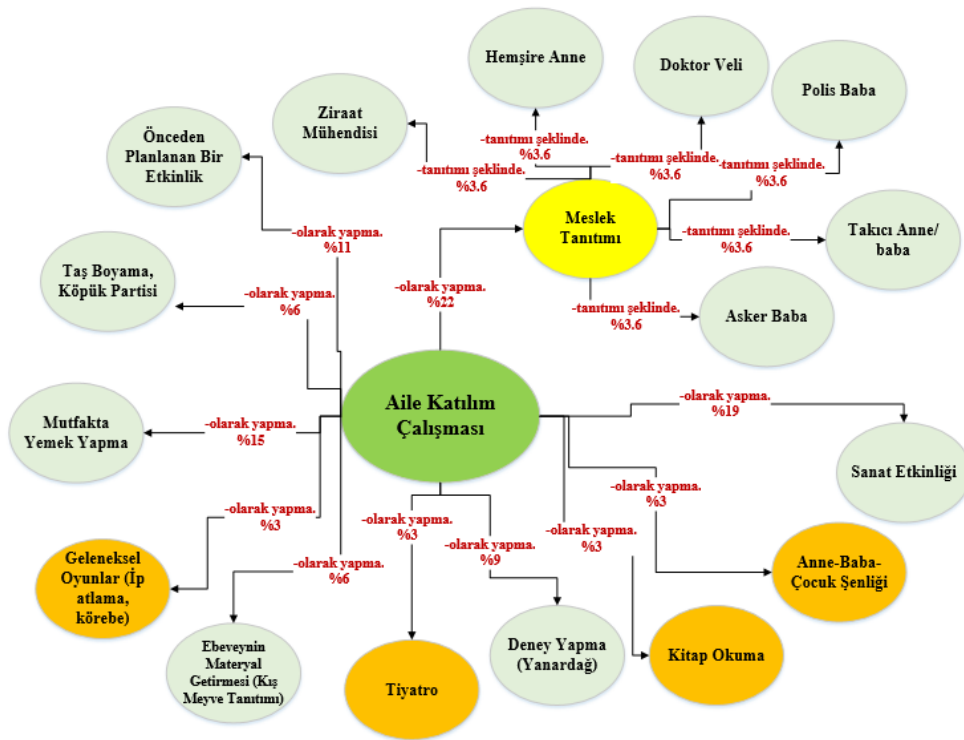 Hemşire Anne
Doktor Veli
Polis Baba
Ziraat
Mühendisi
Önceden
Planlanan Bir
Etkinlik
-tanıtımı şeklinde.
%3.6
-tanıtımı şeklinde.
%3.6
-tanıtımı şeklinde.
%3.6
-tanıtımı şeklinde.
%3.6
Meslek
Tanıtımı
-tanıtımı şeklinde.
%3.6
Takıcı Anne/
baba
-olarak yapma.
%11
Taş Boyama,
Köpük Partisi
-olarak yapma.
%6
-olarak yapma.
%22
-tanıtımı şeklinde.
%3.6
Asker Baba
Aile Katılım
Çalışması
-olarak yapma.
%19
Sanat Etkinliği
Mutfakta
Yemek Yapma
-olarak yapma.
%15
-olarak yapma.
%3
Geleneksel
Oyunlar (İp
atlama,
körebe)
-olarak yapma.
%6
Ebeveynin
Materyal
Getirmesi (Kış
Meyve Tanıtımı)
-olarak yapma.
%3
Tiyatro
-olarak yapma.
%9
Deney Yapma
(Yanardağ)
-olarak yapma.
%3
Kitap Okuma
-olarak yapma.
%3
Anne-Baba-
Çocuk Şenliği